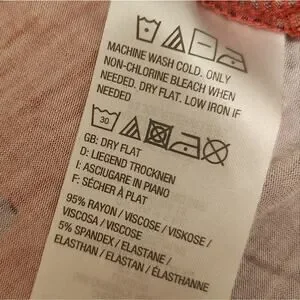 MACHINE WASH COLD. ONLY
NON-CHLORINE BLEACH WHEN
NEEDED. DRY FLAT. LOW IRON IF
NEEDED
30
GB: DRY FLAT
D: LIEGEND TROCKNEN
I: ASCIUGARE IN PIANO
F: SÉCHER À PLAT
95% RAYON / VISCOSE / VISKOSE /
VISCOSA / VISCOSE
5% SPANDEX / ELASTANE /
ELASTHAN / ELASTAN / ÉLASTHANNE